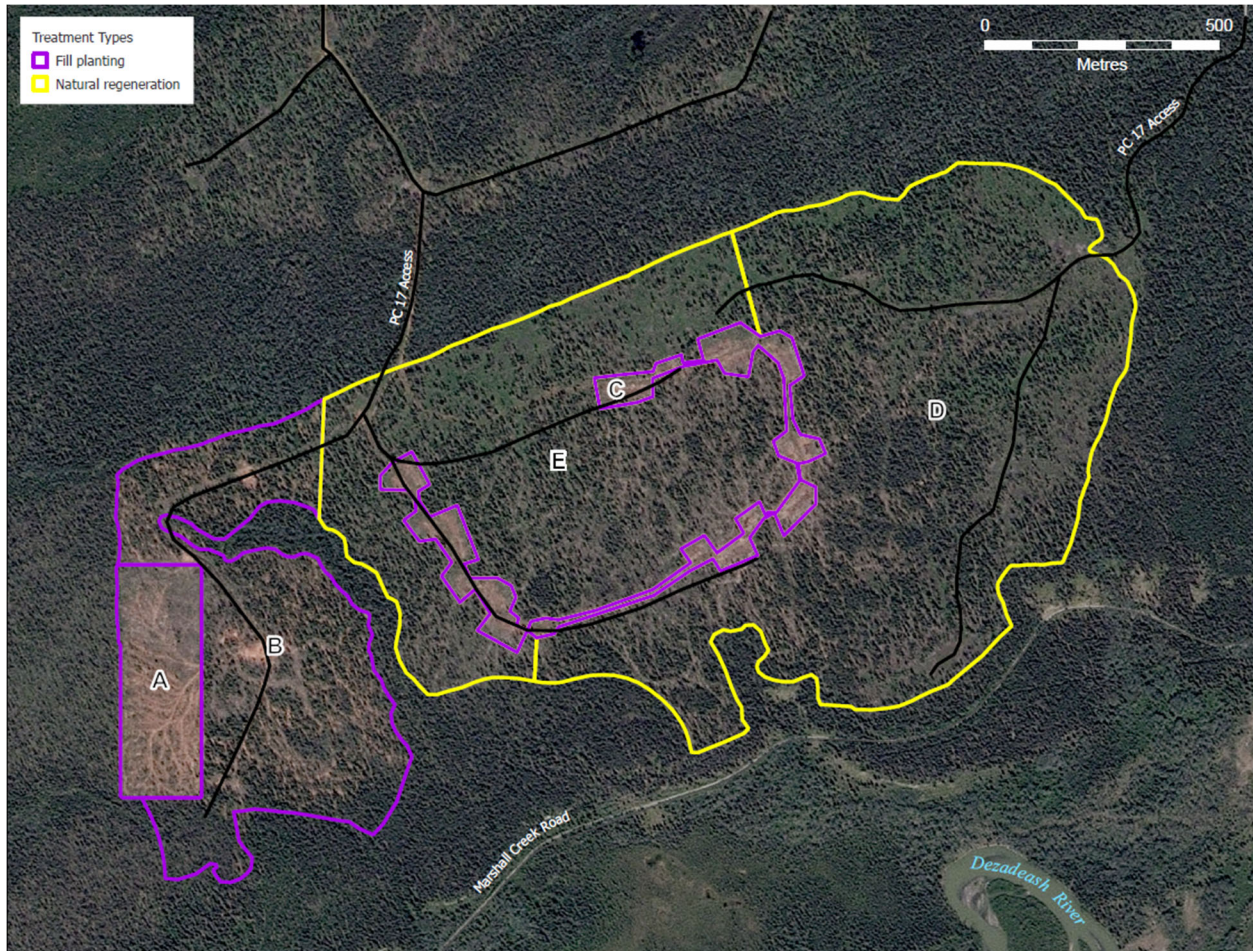 Treatment Types
Fill planting
Natural regeneration
0 500
Metres
PC 17 Access
PC 17 Access
C
D
E
B
A
Marshall Creek Road
Dezadeash
River